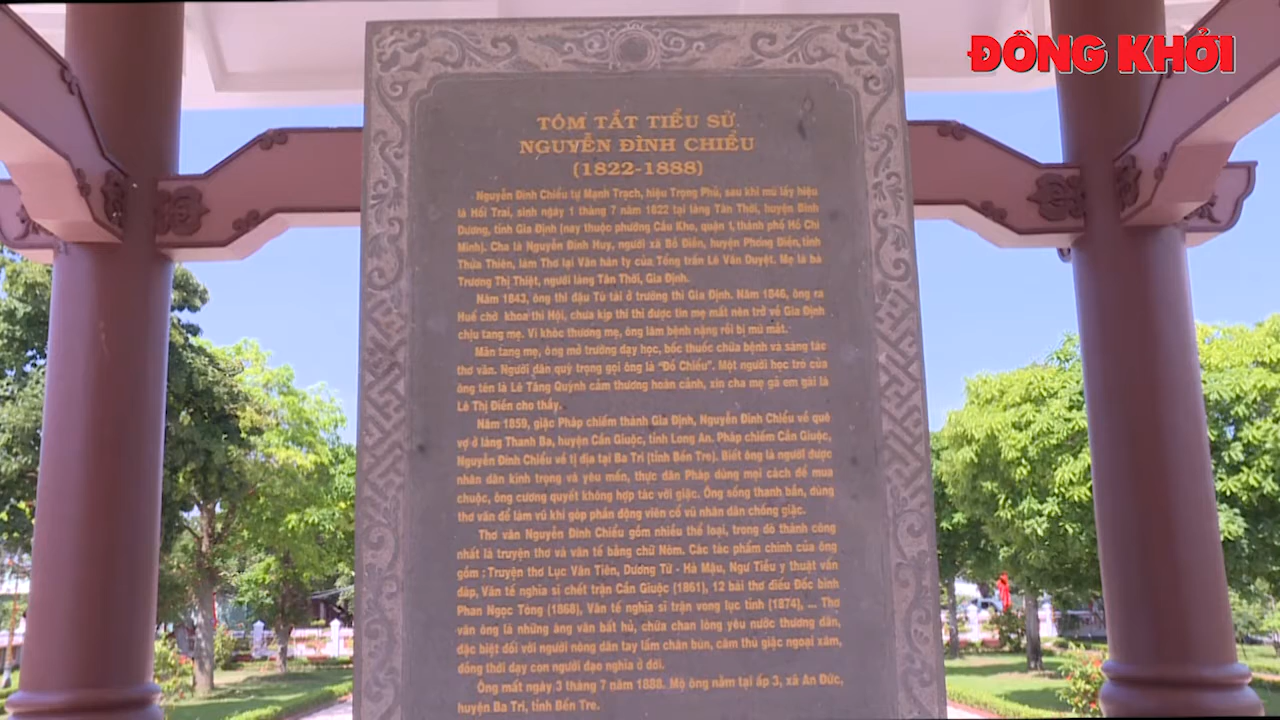 ĐỒNG KHỞI
TÓM TẮT TIỂU SỬ
NGUYỄN ĐÌNH CHIỂU
(1822-1888)
Nguyễn Đình Chiểu tự Mạnh Trạch, hiệu Trọng Phủ, sau khi mù lấy hiệu
là Hối Trai, sinh ngày 1 tháng 7 năm 1822 tại làng Tân Thới, huyện Bình
Dương, tỉnh Gia Định (nay thuộc phường Cầu Kho, quận 1, thành phố Hồ Chí
Minh). Cha là Nguyễn Đình Huy, người xã Bồ Điền, huyện Phong Điền, tỉnh
Thừa Thiên, làm Thơ lại Văn hàn ty của Tổng trấn Lê Văn Duyệt. Mẹ là bà
Trương Thị Thiệt, người làng Tân Thới, Gia Định.
Năm 1843, ông thi đậu Tú tài ở trường thi Gia Định. Năm 1846, ông ra
Huế chờ khoa thi Hội, chưa kịp thi thì được tin mẹ mất nên trở về Gia Định
chịu tang mẹ. Vì khóc thương mẹ, ông lâm bệnh nặng rồi bị mù mắt.
Mãn tang mẹ, ông mở trường dạy học, bốc thuốc chữa bệnh và sáng tác
thơ văn. Người dân quý trọng gọi ông là "Đồ Chiểu". Một người học trò của
ông tên là Lê Tăng Quýnh cảm thương hoàn cảnh, xin cha mẹ gả em gái là
Lê Thị Điền cho thầy.
Năm 1859, giặc Pháp chiếm thành Gia Định, Nguyễn Đình Chiểu về quê
vợ ở làng Thanh Ba, huyện Cần Giuộc, tỉnh Long An. Pháp chiếm Cần Giuộc,
Nguyễn Đình Chiểu về tị địa tại Ba Tri (tỉnh Bến Tre). Biết ông là người được
nhân dân kính trọng và yêu mến, thực dân Pháp dùng mọi cách để mua
chuộc, ông cương quyết không hợp tác với giặc. Ông sống thanh bần, dùng
thơ văn để làm vũ khí góp phần động viên cổ vũ nhân dân chống giặc.
Thơ văn Nguyễn Đình Chiểu gồm nhiều thể loại, trong đó thành công
nhất là truyện thơ và văn tế bằng chữ Nôm. Các tác phẩm chính của ông
gồm : Truyện thơ Lục Vân Tiên, Dương Từ - Hà Mậu, Ngư Tiều y thuật vấn
đáp, Văn tế nghĩa sĩ chết trận Cần Giuộc (1861), 12 bài thơ điếu Đốc binh
Phan Ngọc Tòng (1868), Văn tế nghĩa sĩ trận vong lục tỉnh (1874), ... Thơ
văn ông là những áng văn bất hủ, chứa chan lòng yêu nước thương dân,
đặc biệt đối với người nông dân tay lấm chân bùn, căm thù giặc ngoại xâm,
đồng thời dạy con người đạo nghĩa ở đời.
Ông mất ngày 3 tháng 7 năm 1888. Mộ ông nằm tại ấp 3, xã An Đức,
huyện Ba Tri, tỉnh Bến Tre.